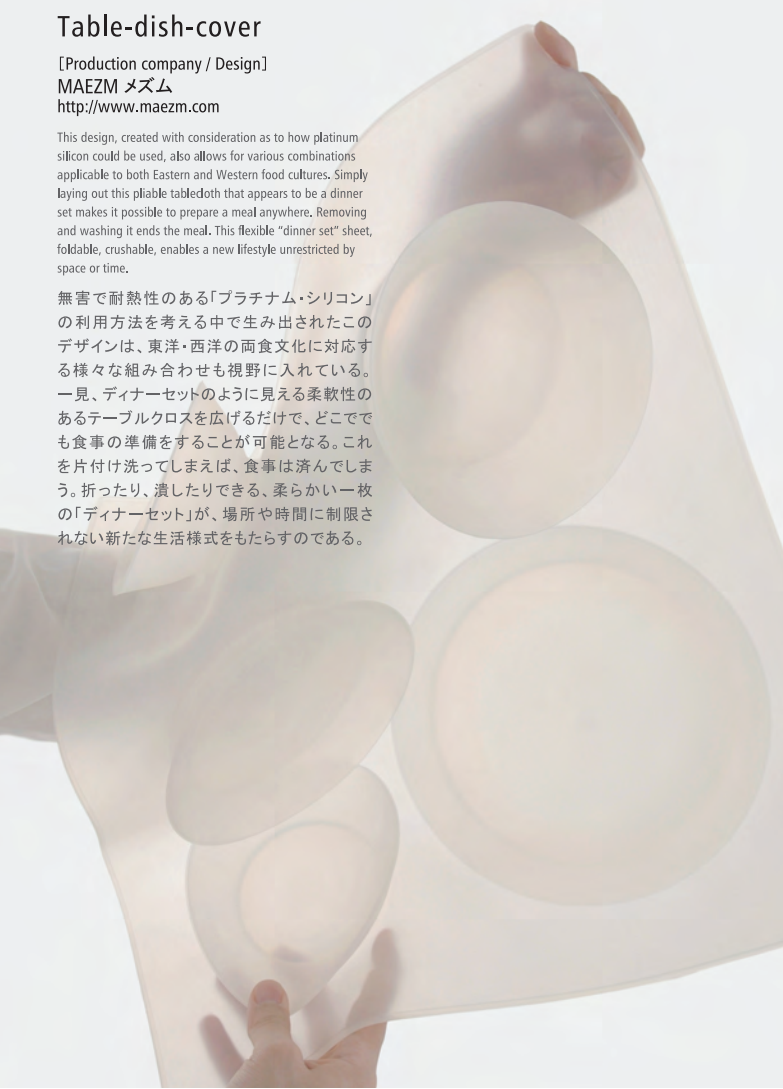 Table-dish-cover
[Production company / Design]
MAEZM メズム
http://www.maezm.com
This design, created with consideration as to how platinum
silicon could be used, also allows for various combinations
applicable to both Eastern and Western food cultures. Simply
laying out this pliable tablecloth that appears to be a dinner
set makes it possible to prepare a meal anywhere. Removing
and washing it ends the meal. This flexible “dinner set” sheet,
foldable, crushable, enables a new lifestyle unrestricted by
space or time.
無害で耐熱性のある「プラチナム・シリコン」
の利用方法を考える中で生み出されたこの
デザインは、東洋・西洋の両食文化に対応す
る様々な組み合わせも視野に入れている。
一見、ディナーセットのように見える柔軟性の
あるテーブルクロスを広げるだけで、どこでで
も食事の準備をすることが可能となる。これ
を片付け洗ってしまえば、食事は済んでしま
う。折ったり、潰したりできる、柔らかい一枚
の「ディナーセット」が、場所や時間に制限さ
れない新たな生活様式をもたらすのである。